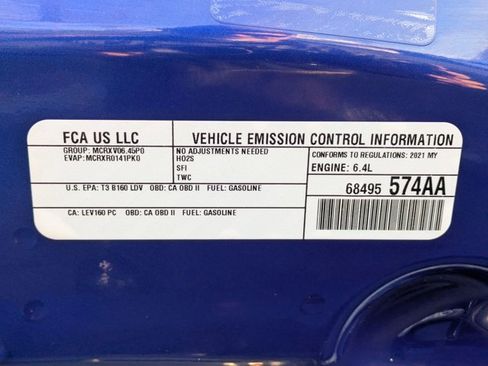 FCA US LLC
VEHICLE EMISSION CONTROL INFORMATION
GROUP: MCRXV06.45P0
EVAP: MCRXR0141PK0
NO ADJUSTMENTS NEEDED
HO2S
SFI
TWC
CONFORMS TO REGULATIONS: 2021 MY
ENGINE: 6.4L
U.S. EPA: T3 B160 LDV OBD: CA OBD II FUEL: GASOLINE
68495 574AA
CA: LEV160 PC OBD: CA OBD II FUEL: GASOLINE